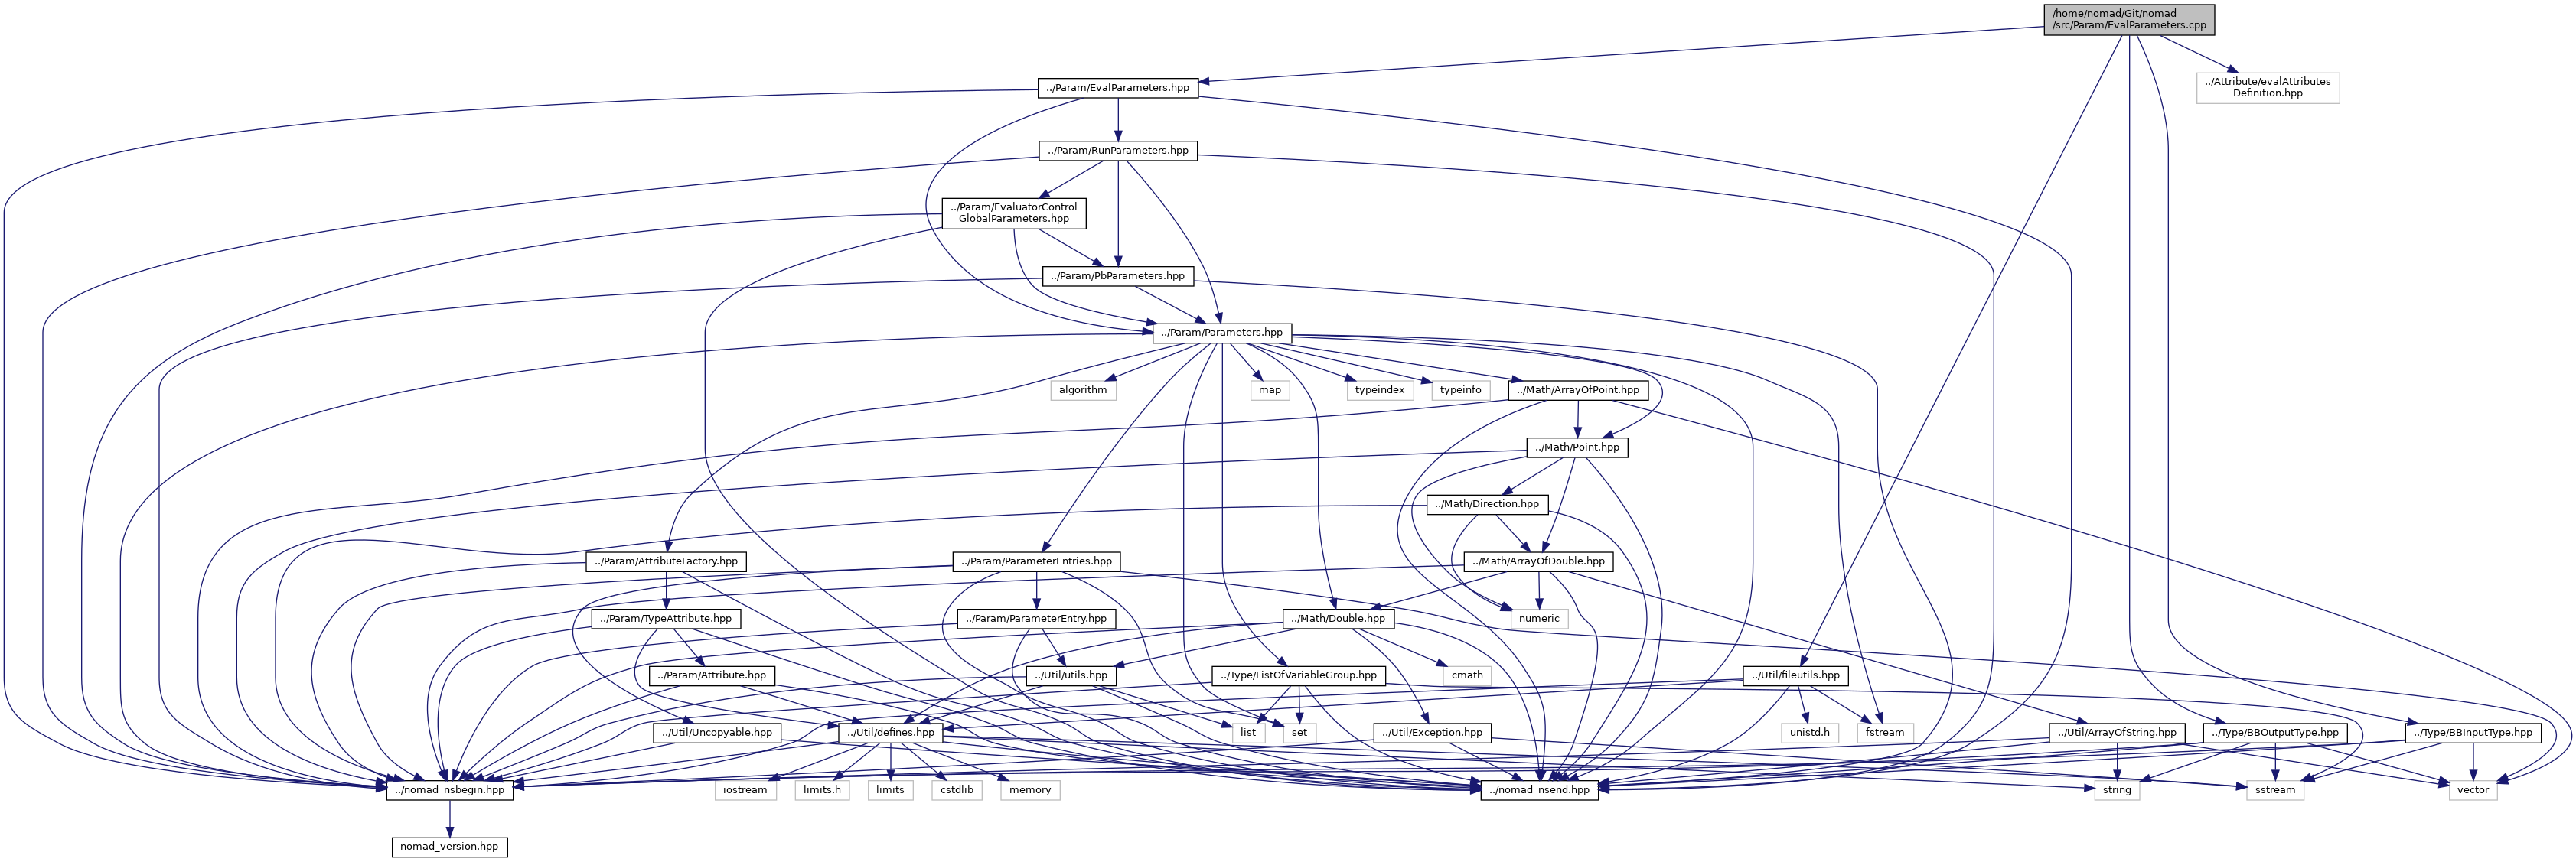 /home/nomad/Git/nomad
/src/Param/EvalParameters.cpp
../Param/EvalParameters.hpp
../Attribute/evalAttributes
Definition.hpp
../Param/RunParameters.hpp
../Param/EvaluatorControl
GlobalParameters.hpp
../Param/PbParameters.hpp
../Param/Parameters.hpp
algorithm
map
typeindex
typeinfo
../Math/ArrayOfPoint.hpp
../Math/Point.hpp
../Math/Direction.hpp
../Param/AttributeFactory.hpp
../Param/ParameterEntries.hpp
../Math/ArrayOfDouble.hpp
../Param/TypeAttribute.hpp
../Param/ParameterEntry.hpp
../Math/Double.hpp
numeric
../Param/Attribute.hpp
../Util/utils.hpp
../Type/ListOfVariableGroup.hpp
cmath
../Util/fileutils.hpp
../Util/Uncopyable.hpp
../Util/defines.hpp
list
set
../Util/Exception.hpp
unistd.h
fstream
../Util/ArrayOfString.hpp
../Type/BBOutputType.hpp
../Type/BBInputType.hpp
../nomad_nsbegin.hpp
iostream
limits.h
limits
cstdlib
memory
../nomad_nsend.hpp
string
sstream
vector
nomad_version.hpp